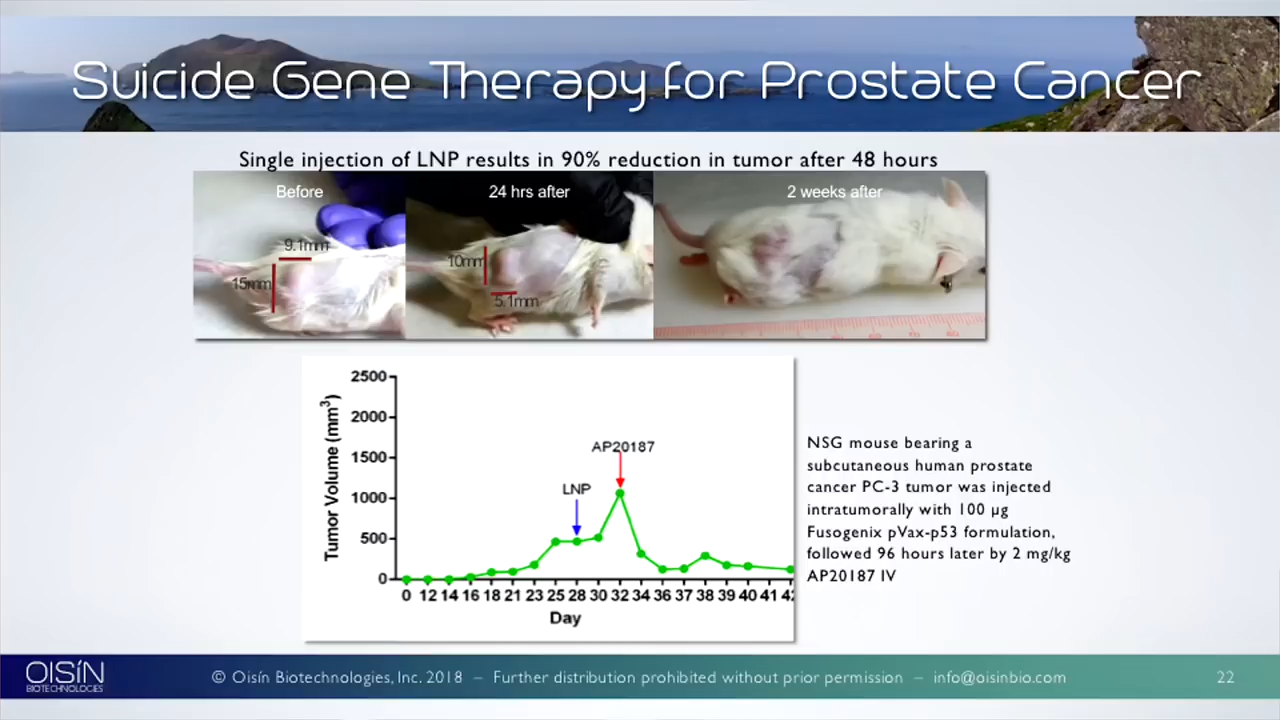 Suicide Gene Therapy for Prostate Cancer
Single injection of LNP results in 90% reduction in tumor after 48 hours
Before
24 hrs after
2 weeks after
9.1mm
15mm
10mm
5.1mm
2500
2000
1500
1000
500
0
Tumor Volume (mm³)
AP20187
LNP
0 12 14 16 18 21 23 25 28 30 32 34 36 37 38 39 40 41 42
Day
NSG mouse bearing a
subcutaneous human prostate
cancer PC-3 tumor was injected
intratumorally with 100 µg
Fusogenix pVax-p53 formulation,
followed 96 hours later by 2 mg/kg
AP20187 IV
OISÍN
BIOTECHNOLOGIES
© Oisín Biotechnologies, Inc. 2018 – Further distribution prohibited without prior permission – info@oisinbio.com
22